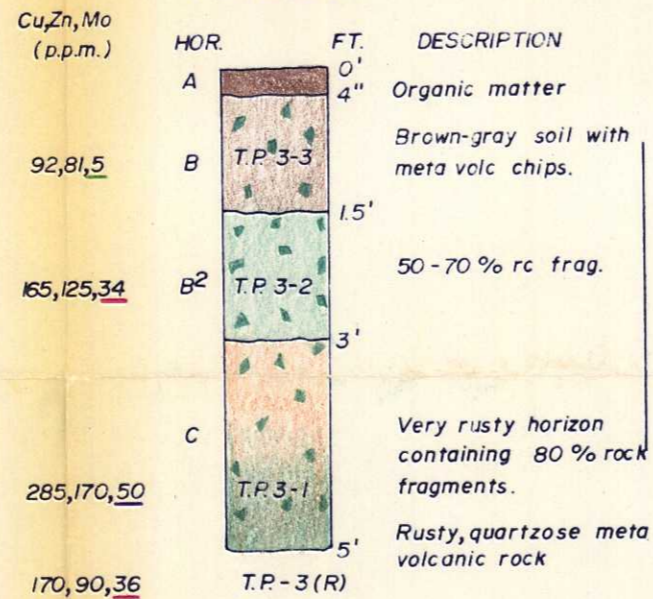 Cu,Zn,Mo
(p.p.m.)
HOR.
FT.
DESCRIPTION
0'
A
4"
Organic matter
92,81,5
B
T.P. 3-3
Brown-gray soil with
meta volc chips.
1.5'
165,125,34
B²
T.P. 3-2
50-70 % rc frag.
3'
C
Very rusty horizon
containing 80 % rock
fragments.
285,170,50
T.P. 3-1
5'
Rusty, quartzose meta
volcanic rock
170,90,36
T.P.-3(R)